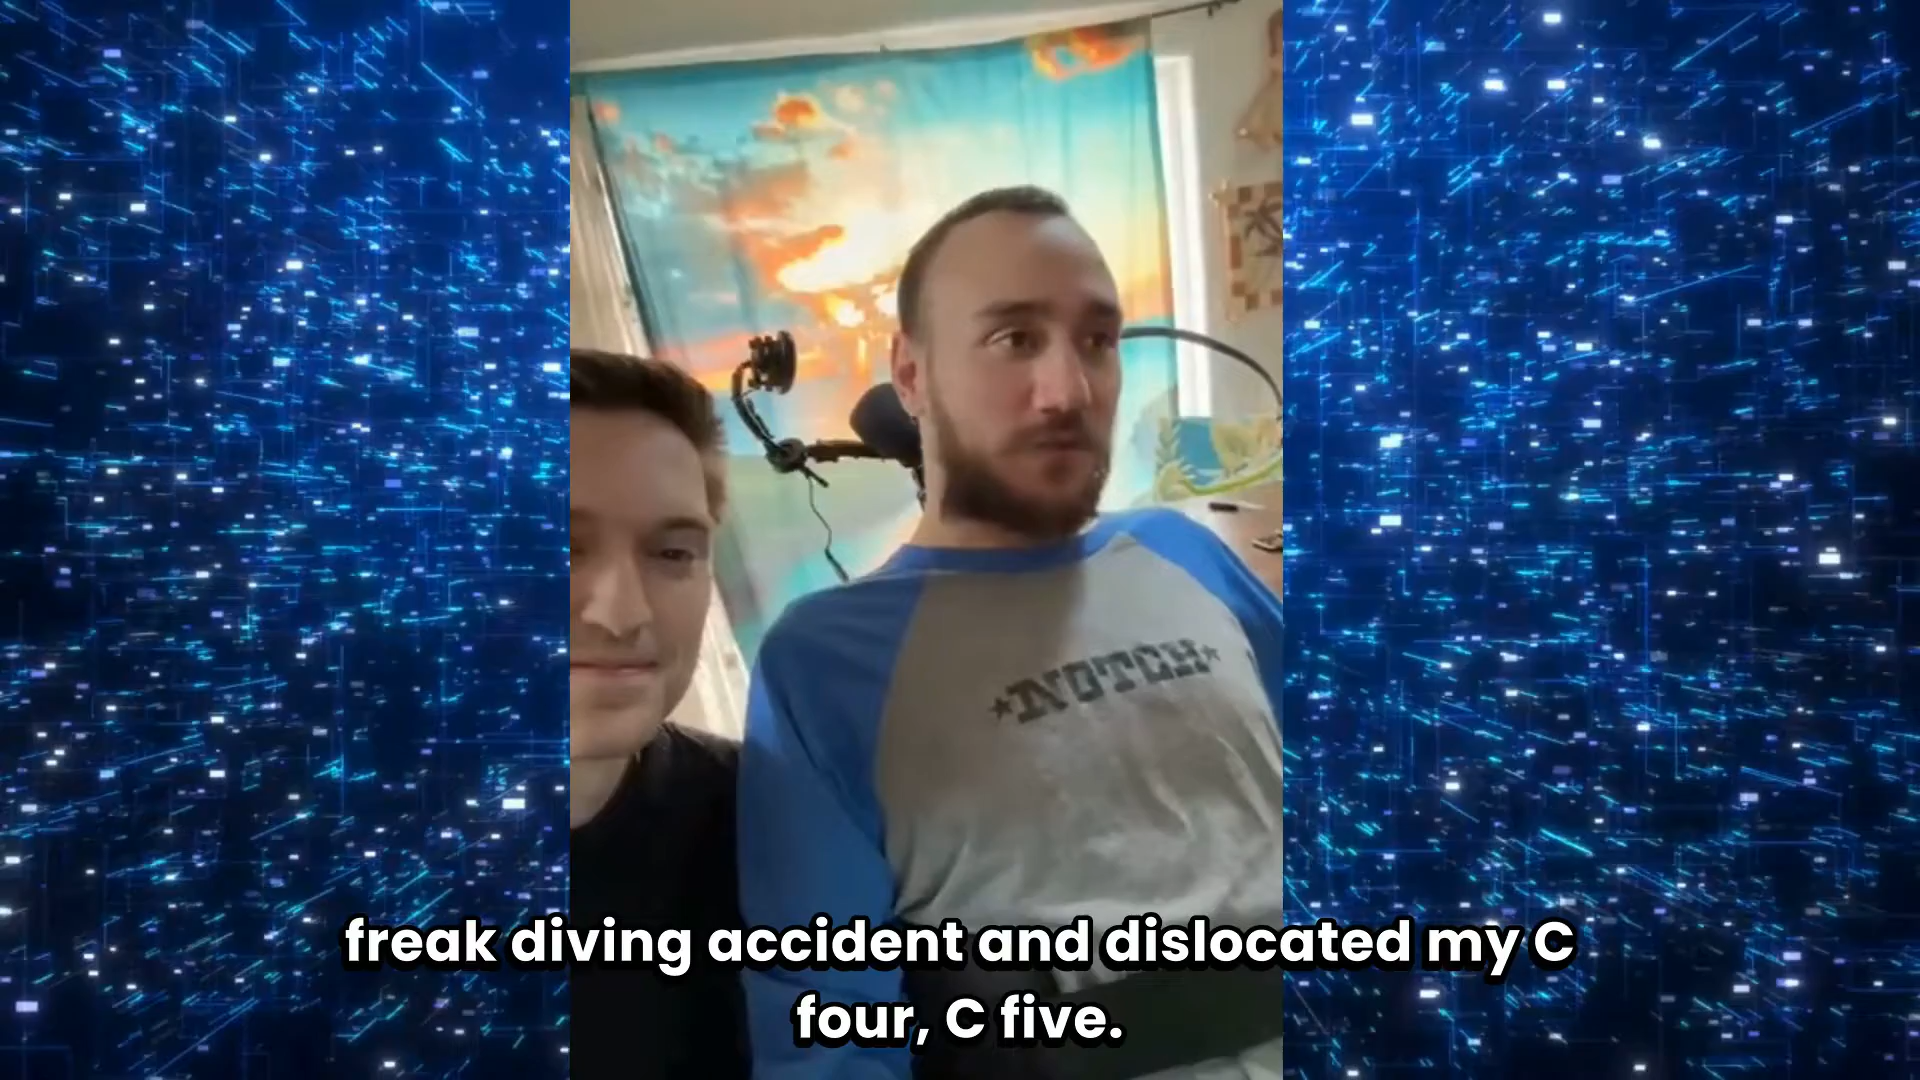 ★NOTCH★
freak diving accident and dislocated my C
four, C five.